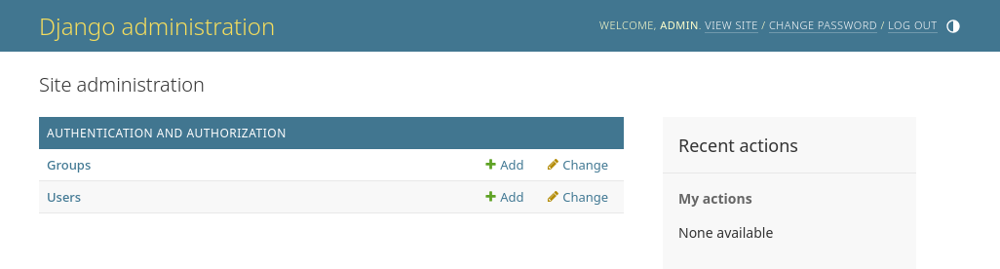 Django administration
WELCOME, ADMIN. VIEW SITE / CHANGE PASSWORD / LOG OUT
Site administration
AUTHENTICATION AND AUTHORIZATION
Groups Add Change
Users Add Change
Recent actions
My actions
None available